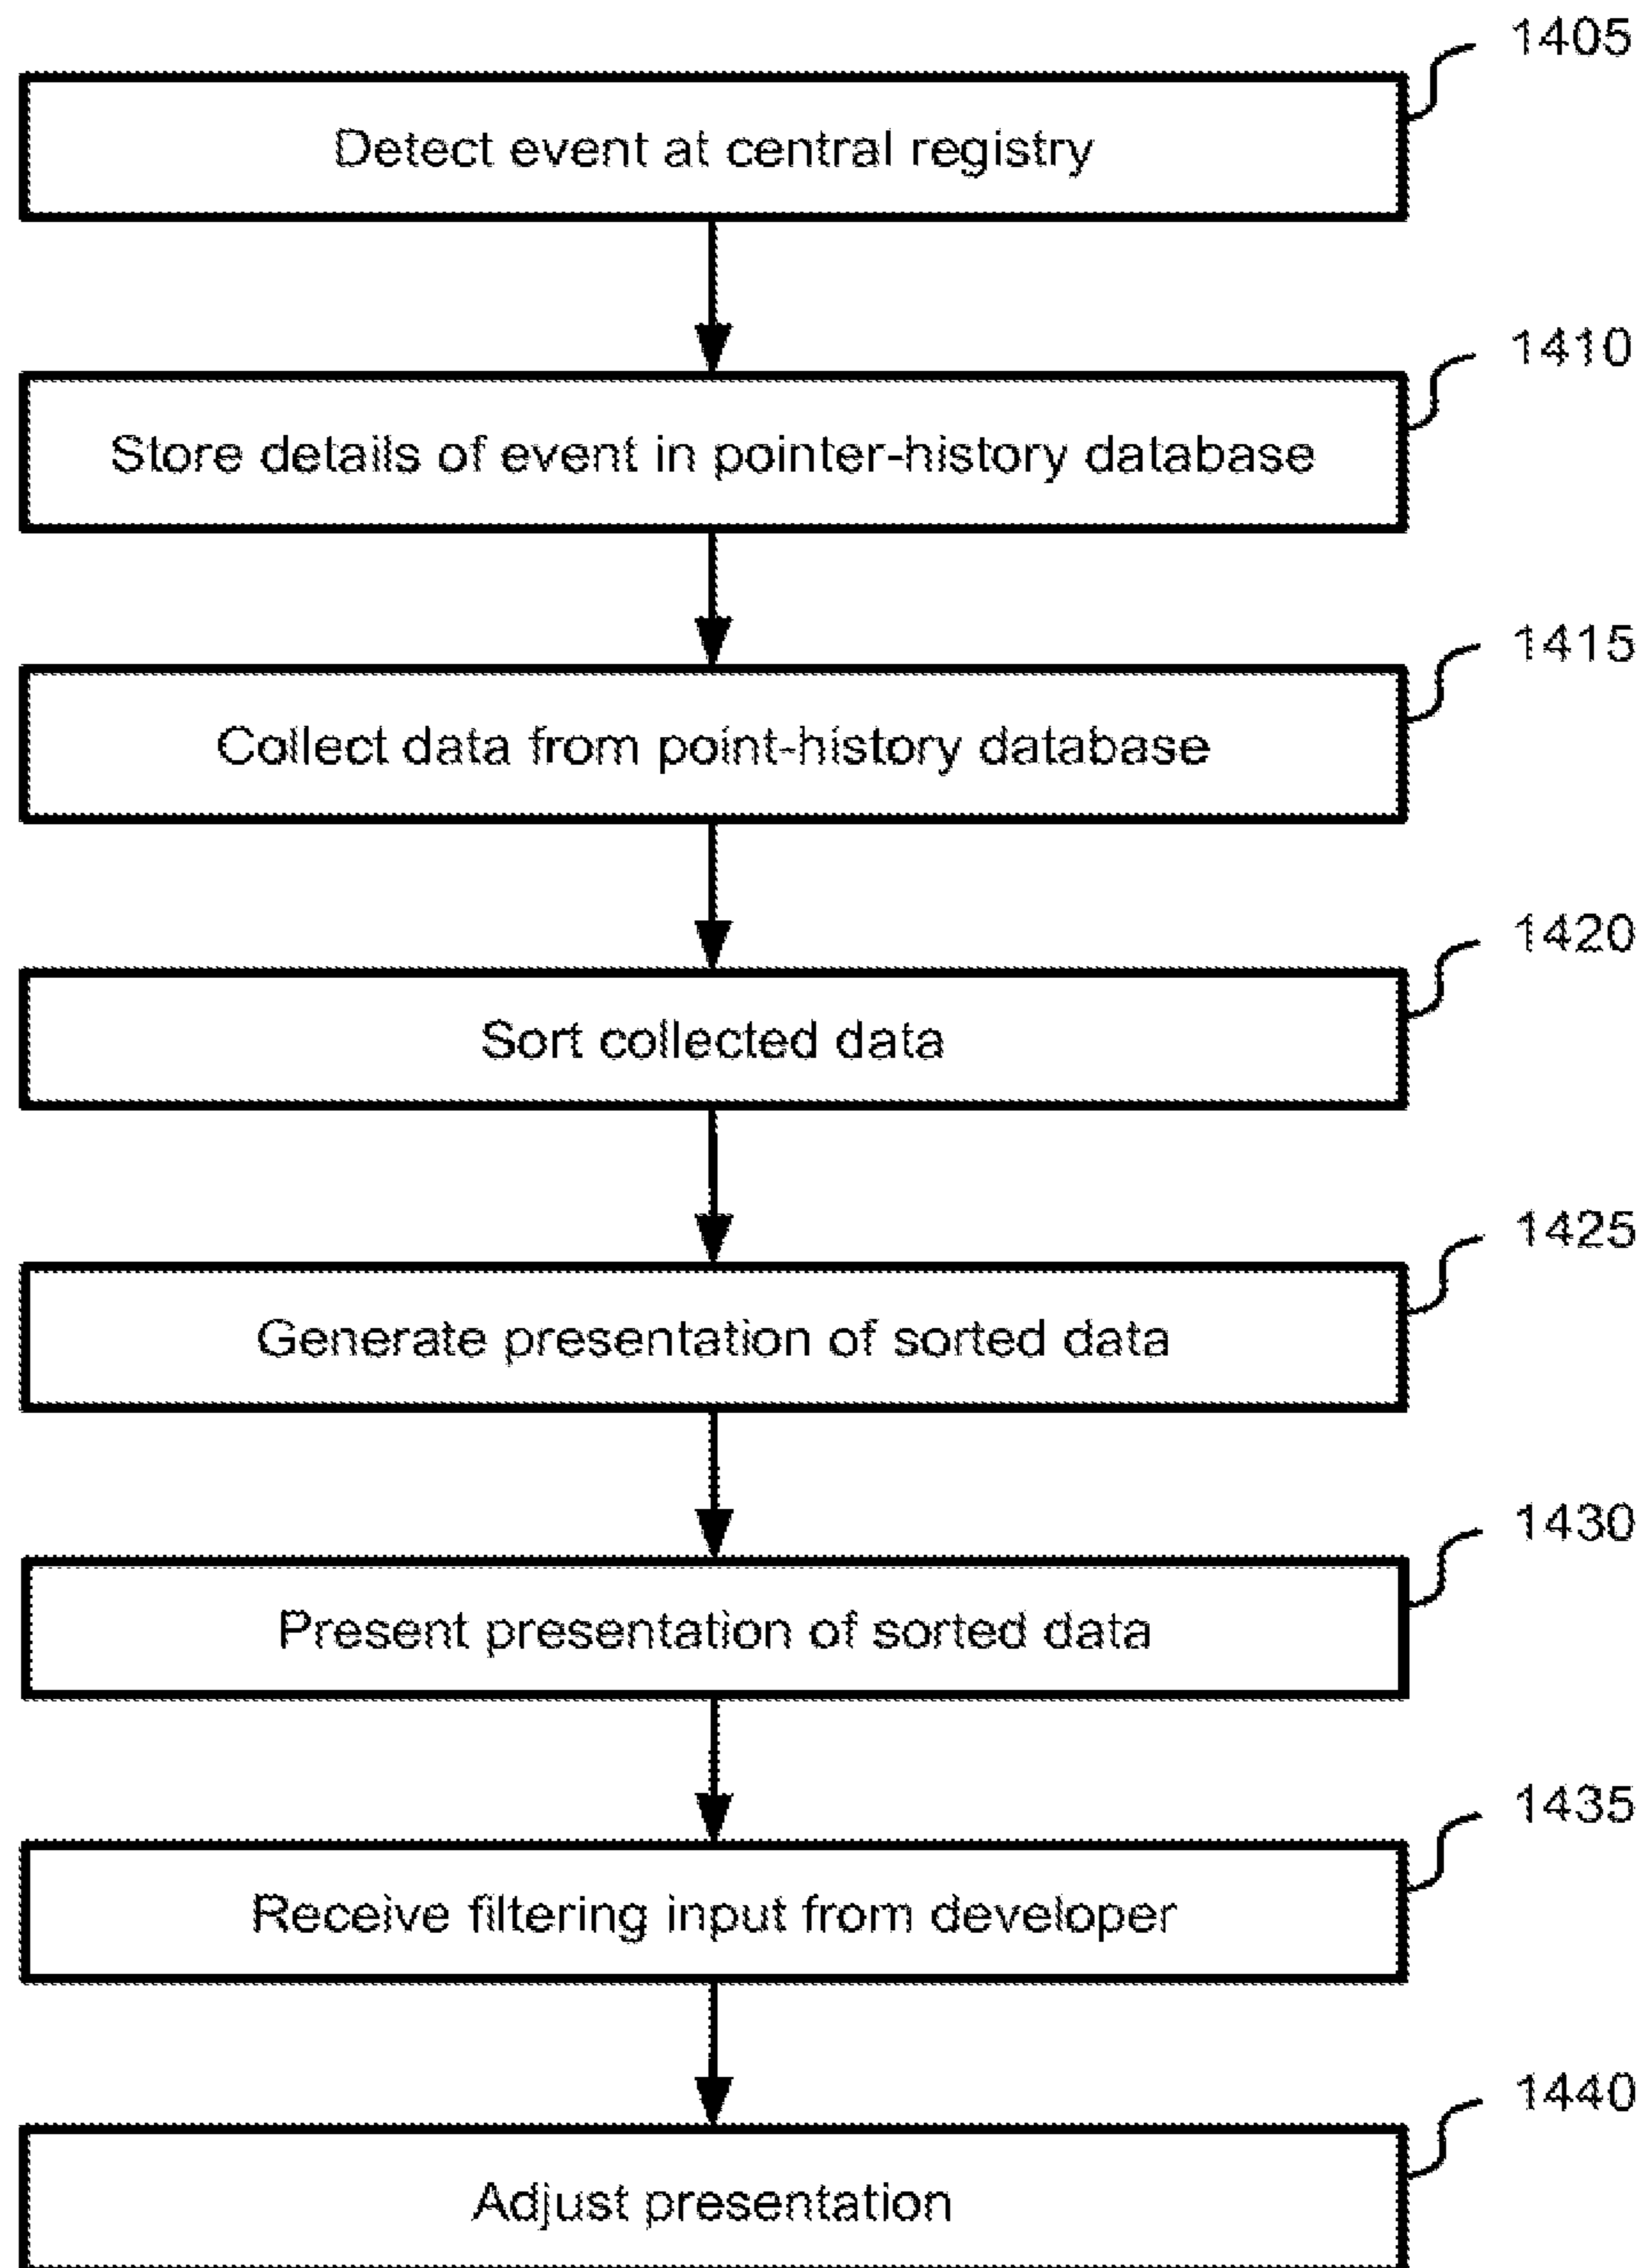 1405
Detect event at central registry
1410
Store details of event in pointer-history database
1415
Collect data from point-history database
1420
Sort collected data
1425
Generate presentation of sorted data
1430
Present presentation of sorted data
1435
Receive filtering input from developer
1440
Adjust presentation